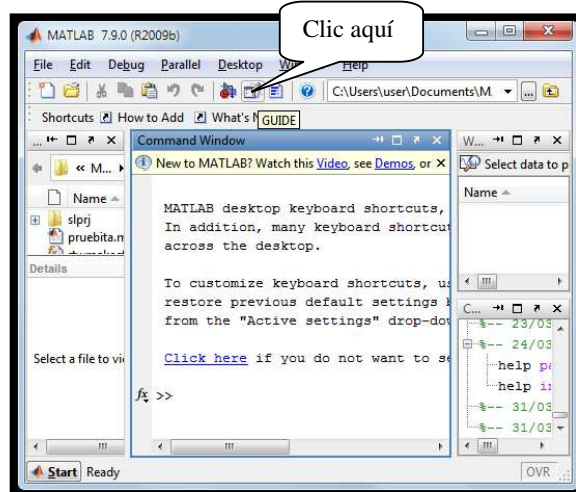 MATLAB 7.9.0 (R2009b)
Clic aquí
File Edit Debug Parallel Desktop Help
C:\Users\user\Documents\M
Shortcuts How to Add What's N
GUIDE
Command Window
W...
« M...
New to MATLAB? Watch this Video, see Demos, or
Select data to p
Name
Name
slprj
pruebita.m
MATLAB desktop keyboard shortcuts,
In addition, many keyboard shortcut
across the desktop.
Details
To customize keyboard shortcuts, us
restore previous default settings b
from the "Active settings" drop-dow
C...
%-- 23/03
%-- 24/03
help pa
help in
%-- 31/03
%-- 31/03
Select a file to vi
Click here if you do not want to se
fx >>
Start Ready
OVR